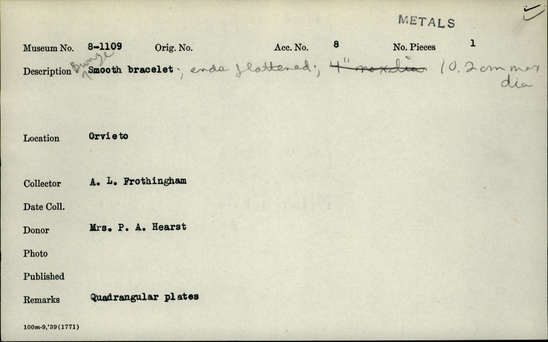 METALS
Museum No. 8-1109 Orig. No. Acc. No. 8 No. Pieces 1
Description Bronze Smooth bracelet; ends flattened; 4" max dia 10.2 cm max dia
Location Orvieto
Collector A. L. Frothingham
Date Coll.
Donor Mrs. P. A. Hearst
Photo
Published
Remarks Quadrangular plates
100m-9,'39(1771)